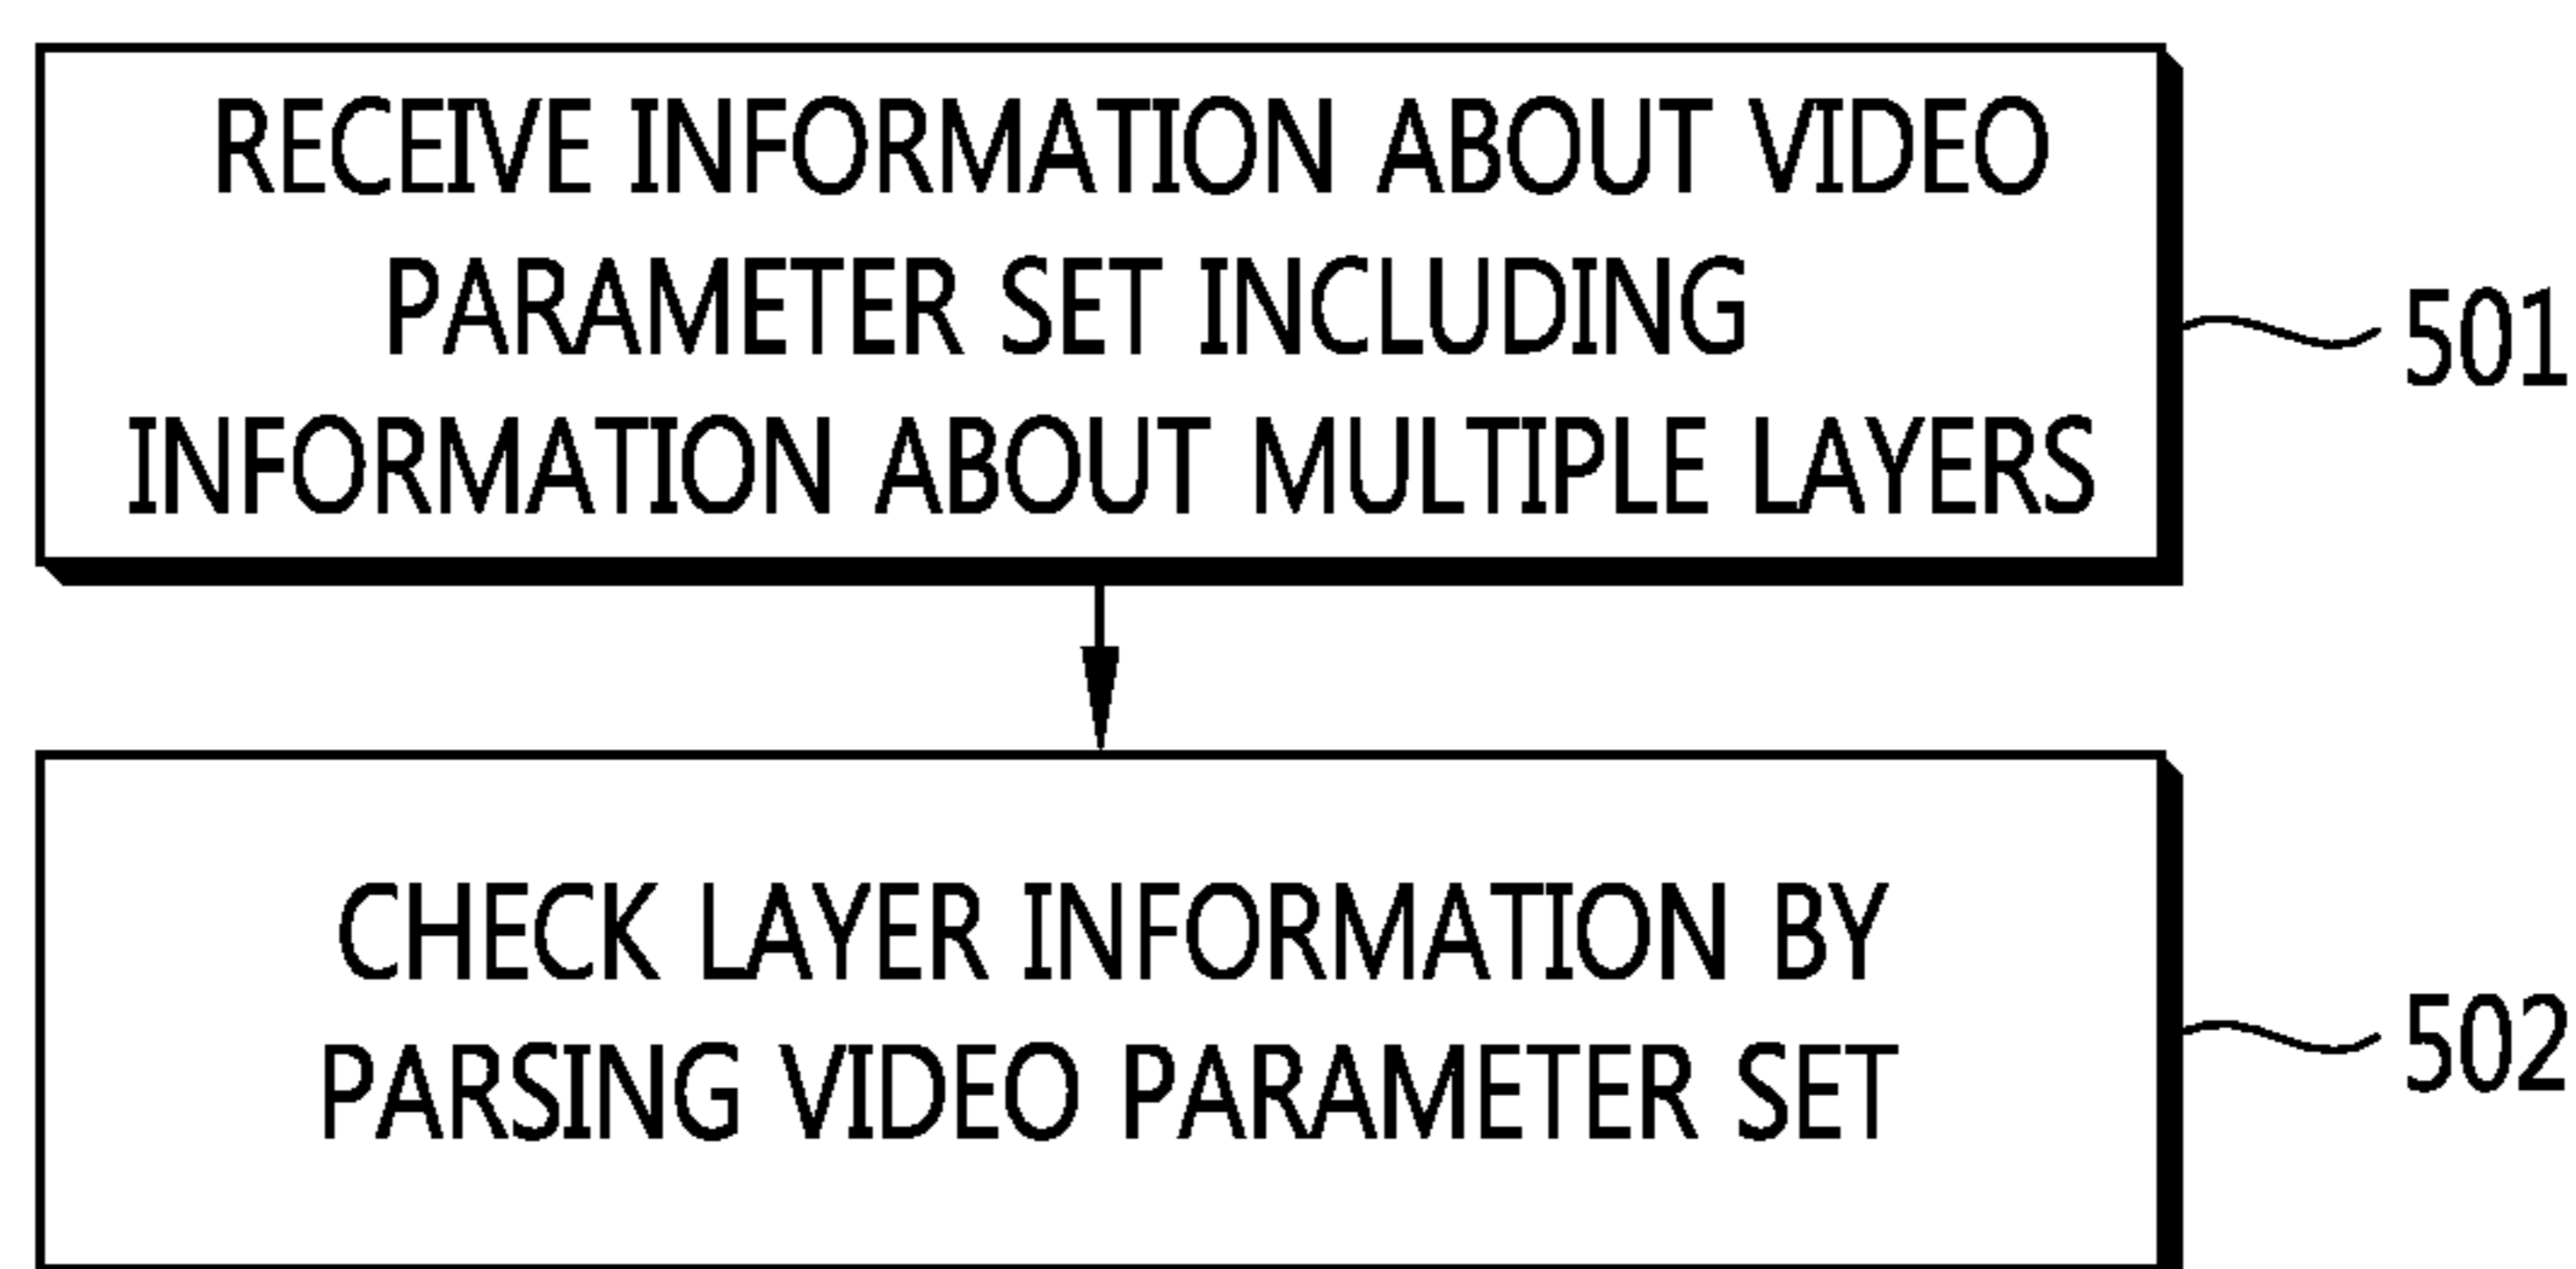 RECEIVE INFORMATION ABOUT VIDEO
PARAMETER SET INCLUDING
INFORMATION ABOUT MULTIPLE LAYERS
501
CHECK LAYER INFORMATION BY
PARSING VIDEO PARAMETER SET
502